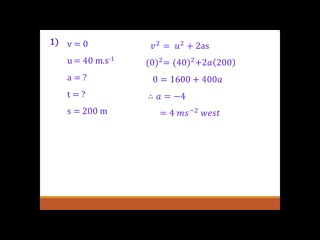 1) v = 0
u = 40 m.s⁻¹
a = ?
t = ?
s = 200 m
v² = u² + 2as
(0)²= (40)²+2a(200)
0 = 1600 + 400a
∴ a = −4
= 4 ms⁻² west